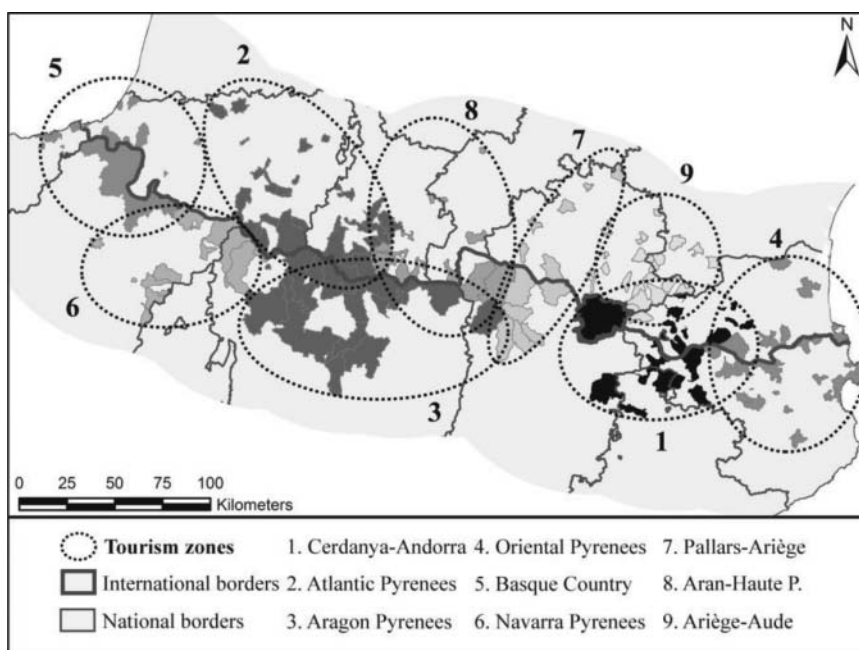 N
5
2
8
7
9
4
6
3
1
0 25 50 75 100
Kilometers
Tourism zones 1. Cerdanya-Andorra 4. Oriental Pyrenees 7. Pallars-Ariège
International borders 2. Atlantic Pyrenees 5. Basque Country 8. Aran-Haute P.
National borders 3. Aragon Pyrenees 6. Navarra Pyrenees 9. Ariège-Aude